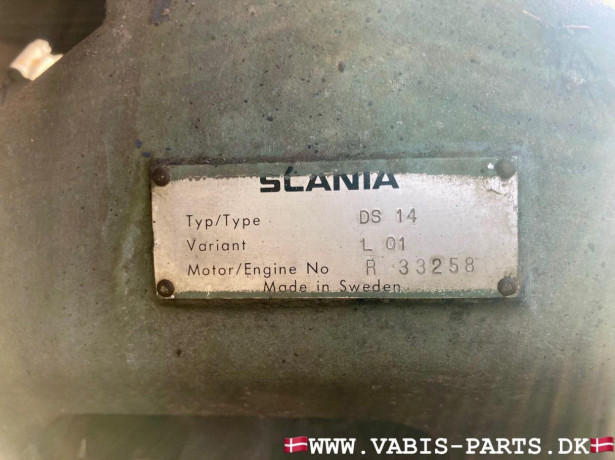 SCANIA
Typ/Type DS 14
Variant L 01
Motor/Engine No R 33258
Made in Sweden
WWW.VABIS-PARTS.DK